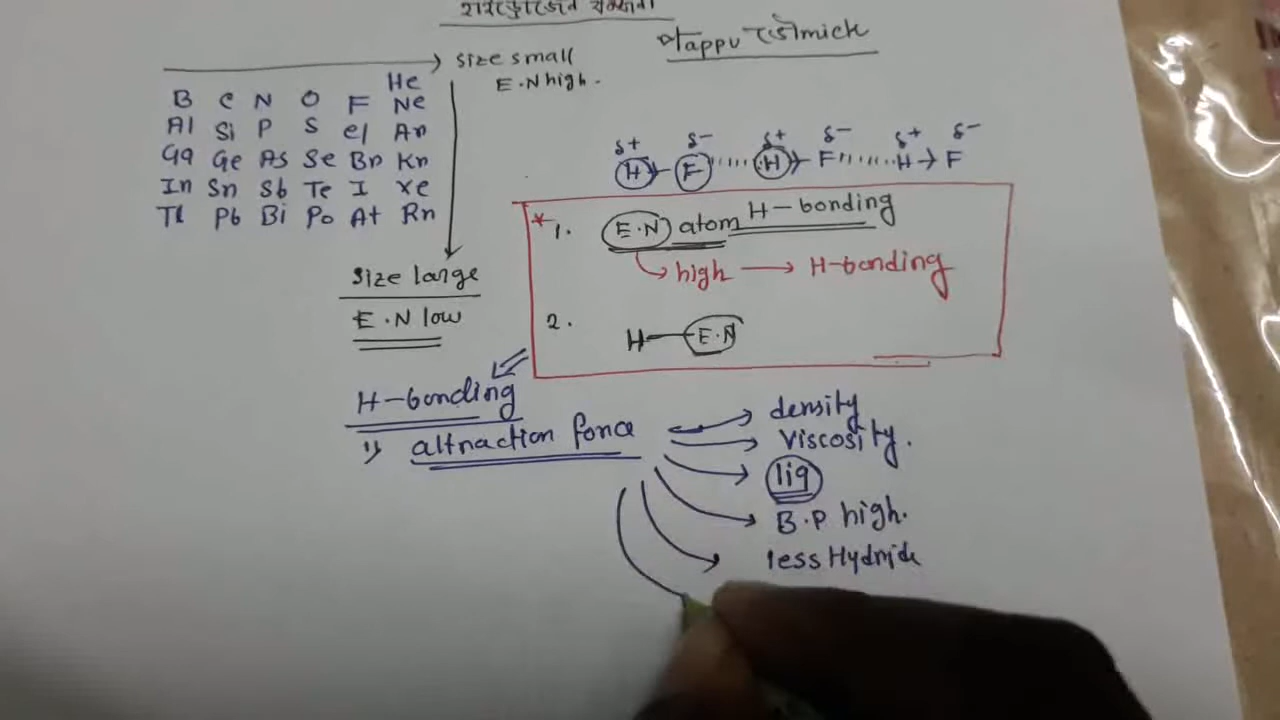 size small
E.N high.
He
B C N O F Ne
Al Si P S Cl Ar
Ga Ge As Se Br Kr
In Sn Sb Te I Xe
Tl Pb Bi Po At Rn
size large
E.N low
δ+ δ- δ+ δ- δ+ δ-
H F ...... H F ...... H → F
* 1. E.N atom H-bonding
high → H-bonding
2. H—E.N
H-bonding
1) attraction force
density
viscosity.
liq
B.P high.
less Hydride